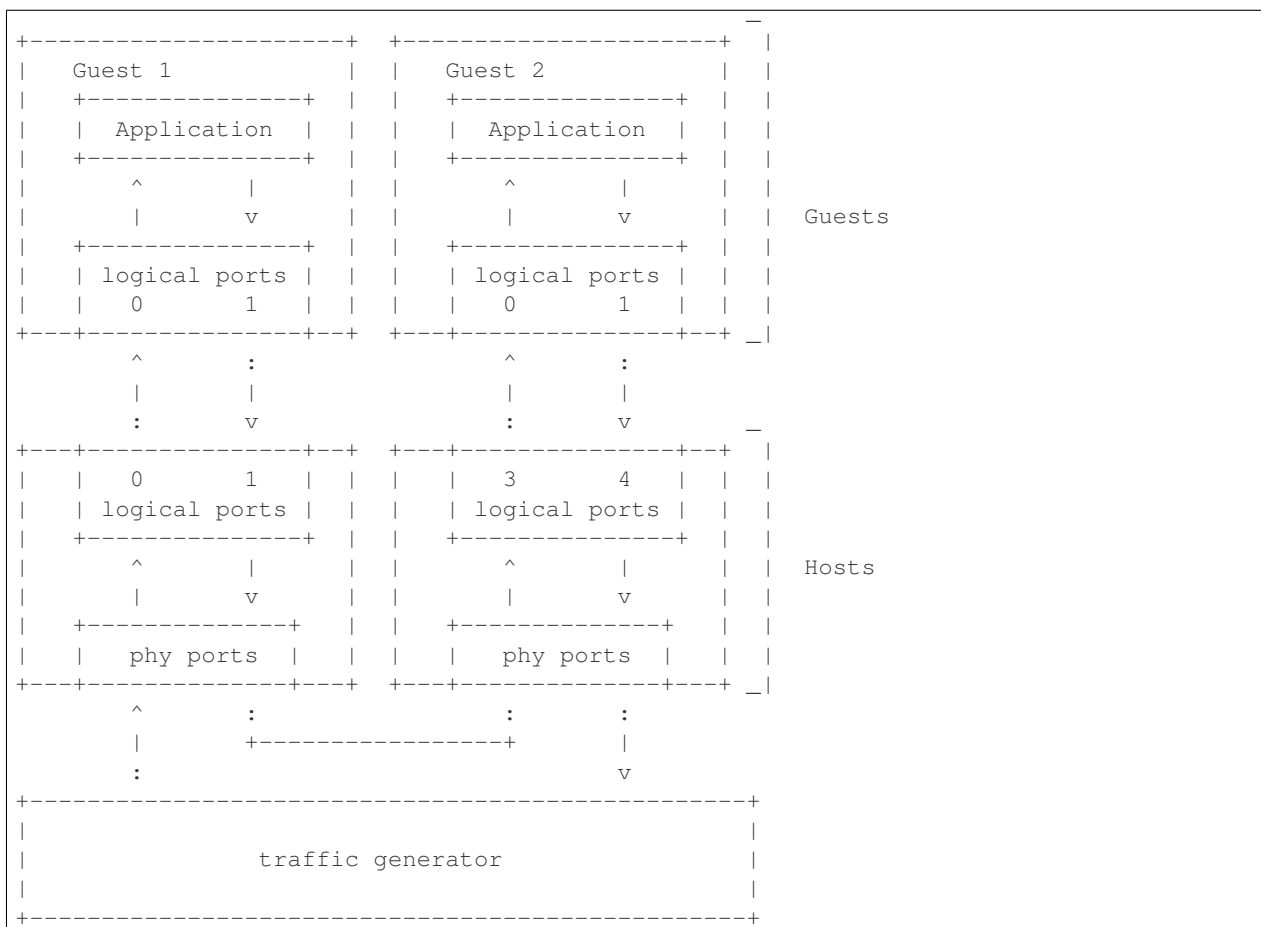 Guest 1 Guest 2
Application Application
Guests
logical ports logical ports
0 1 0 1
0 1 3 4
logical ports logical ports
Hosts
phy ports phy ports
traffic generator